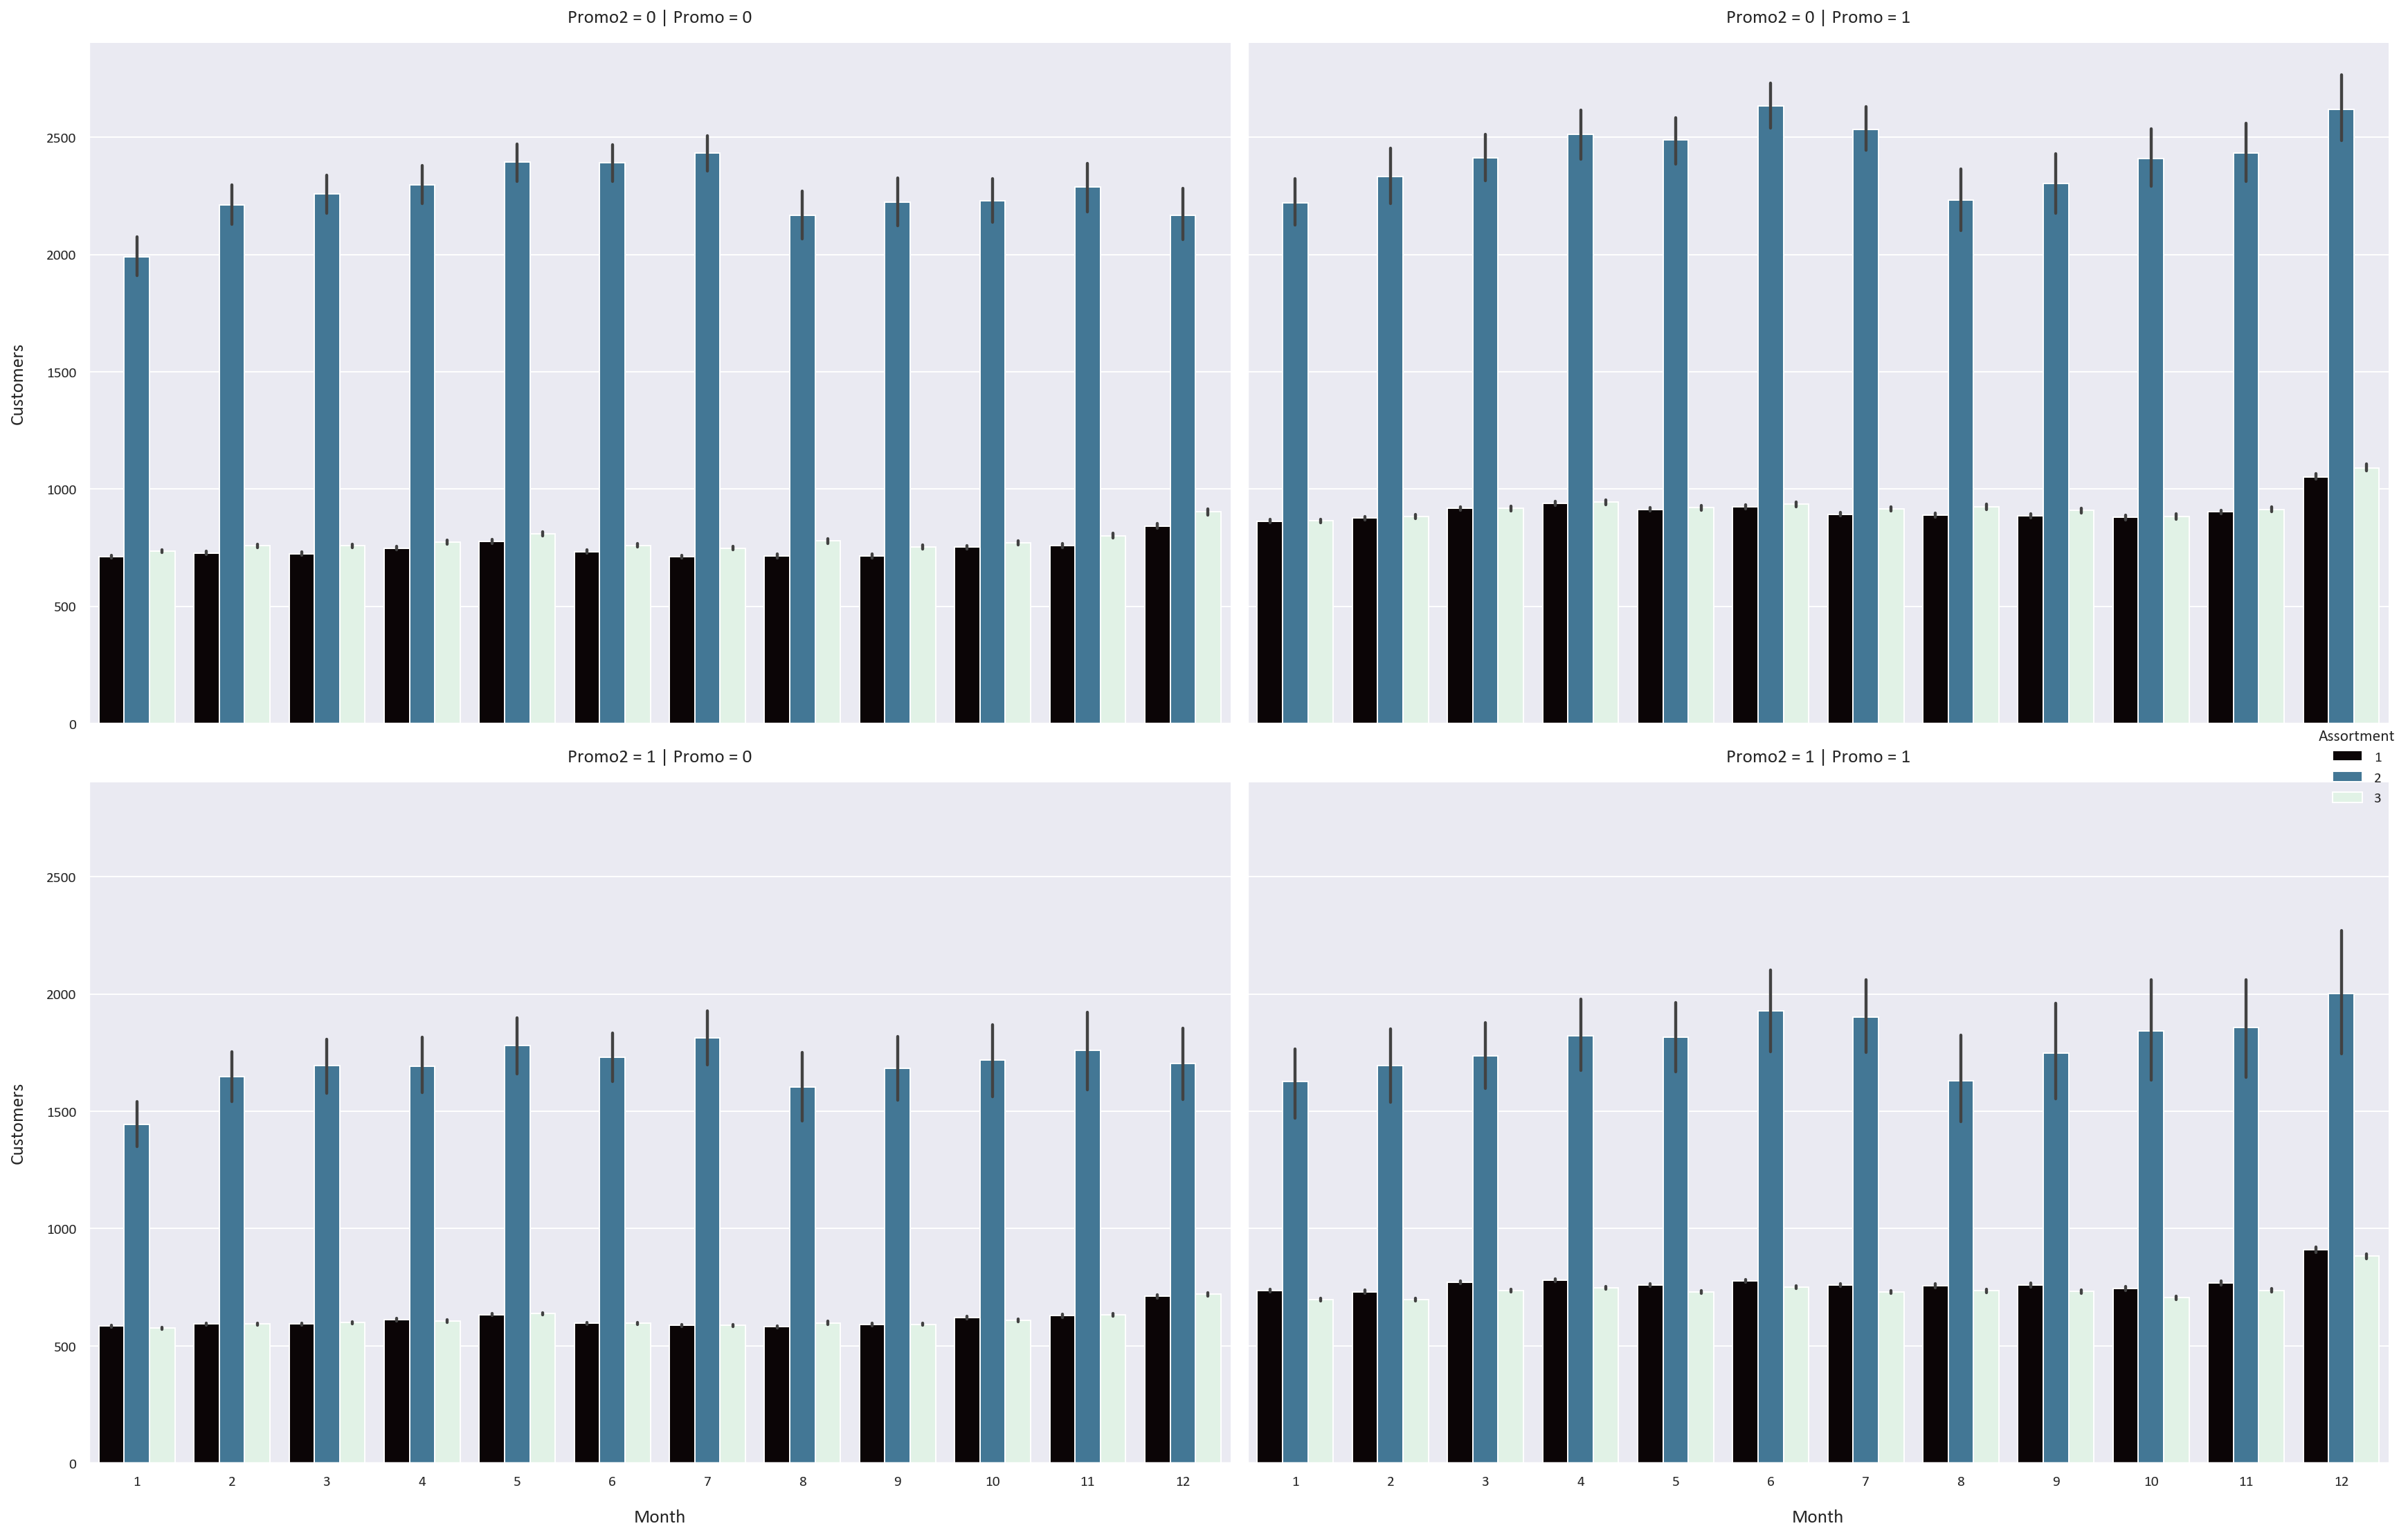 Promo2 = 0 | Promo = 0
Promo2 = 0 | Promo = 1
Customers
2500
2000
1500
1000
500
0
Promo2 = 1 | Promo = 0
Promo2 = 1 | Promo = 1
Assortment
1
2
3
Customers
2500
2000
1500
1000
500
0
1 2 3 4 5 6 7 8 9 10 11 12
1 2 3 4 5 6 7 8 9 10 11 12
Month
Month